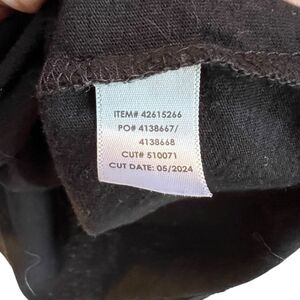 ITEM# 42615266
PO# 4138667/
4138668
CUT# 510071
CUT DATE: 05/2024